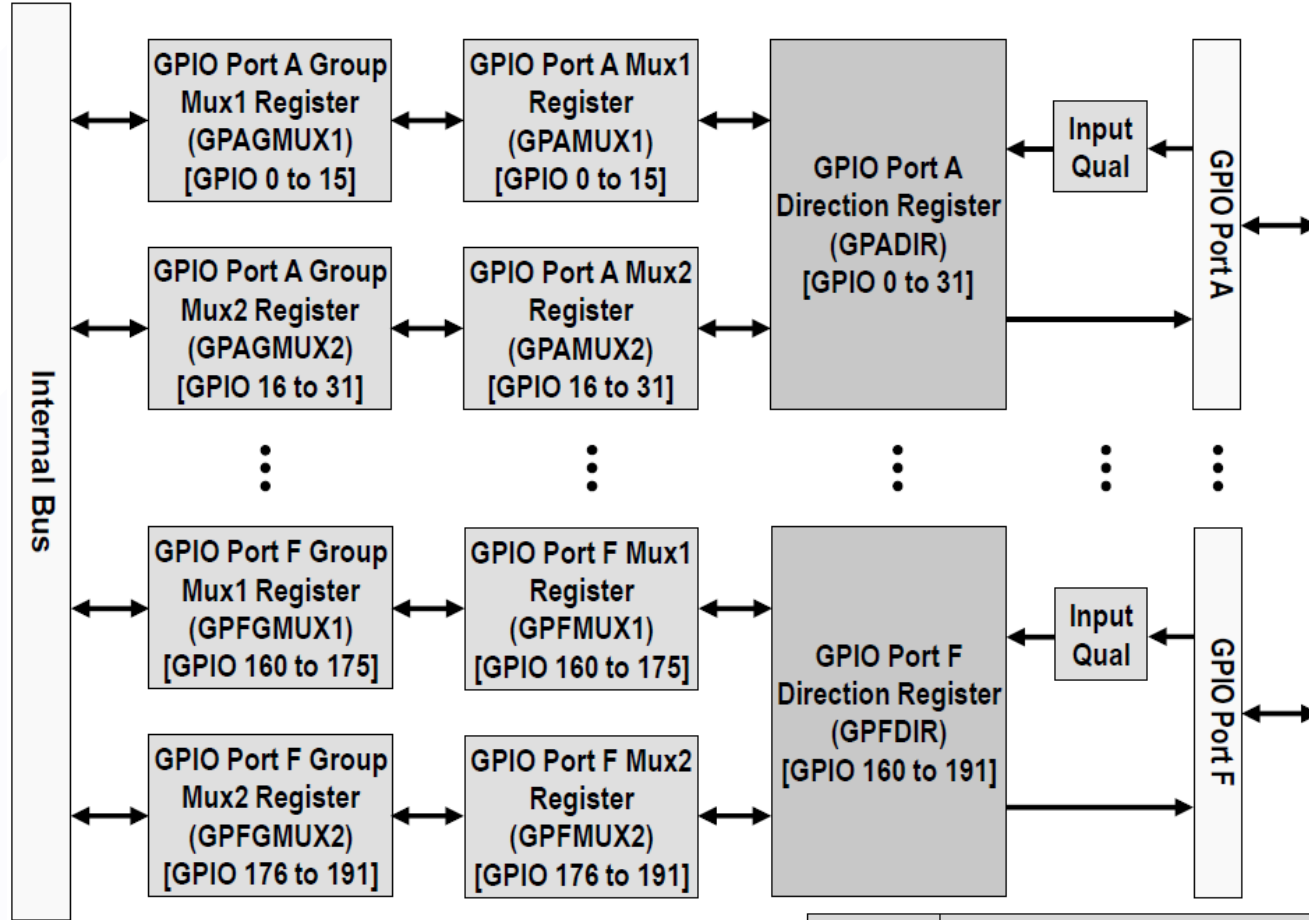 Internal Bus
GPIO Port A Group
Mux1 Register
(GPAGMUX1)
[GPIO 0 to 15]
GPIO Port A Mux1
Register
(GPAMUX1)
[GPIO 0 to 15]
GPIO Port A
Direction Register
(GPADIR)
[GPIO 0 to 31]
Input
Qual
GPIO Port A
GPIO Port A Group
Mux2 Register
(GPAGMUX2)
[GPIO 16 to 31]
GPIO Port A Mux2
Register
(GPAMUX2)
[GPIO 16 to 31]
GPIO Port F Group
Mux1 Register
(GPFGMUX1)
[GPIO 160 to 175]
GPIO Port F Mux1
Register
(GPFMUX1)
[GPIO 160 to 175]
GPIO Port F
Direction Register
(GPFDIR)
[GPIO 160 to 191]
Input
Qual
GPIO Port F
GPIO Port F Group
Mux2 Register
(GPFGMUX2)
[GPIO 176 to 191]
GPIO Port F Mux2
Register
(GPFMUX2)
[GPIO 176 to 191]